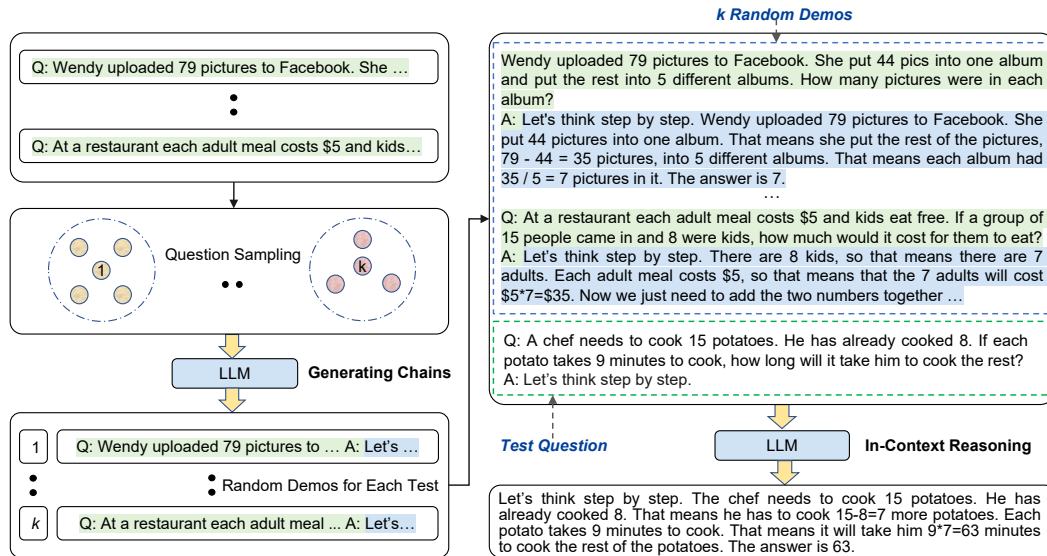 Q: Wendy uploaded 79 pictures to Facebook. She …
Q: At a restaurant each adult meal costs $5 and kids…
Question Sampling
1
k
LLM
Generating Chains
1
Q: Wendy uploaded 79 pictures to … A: Let's …
Random Demos for Each Test
k
Q: At a restaurant each adult meal ... A: Let's…
k Random Demos
Wendy uploaded 79 pictures to Facebook. She put 44 pics into one album
and put the rest into 5 different albums. How many pictures were in each
album?
A: Let's think step by step. Wendy uploaded 79 pictures to Facebook. She
put 44 pictures into one album. That means she put the rest of the pictures,
79 - 44 = 35 pictures, into 5 different albums. That means each album had
35 / 5 = 7 pictures in it. The answer is 7.
…
Q: At a restaurant each adult meal costs $5 and kids eat free. If a group of
15 people came in and 8 were kids, how much would it cost for them to eat?
A: Let's think step by step. There are 8 kids, so that means there are 7
adults. Each adult meal costs $5, so that means that the 7 adults will cost
$5*7=$35. Now we just need to add the two numbers together …
Q: A chef needs to cook 15 potatoes. He has already cooked 8. If each
potato takes 9 minutes to cook, how long will it take him to cook the rest?
A: Let's think step by step.
Test Question
LLM
In-Context Reasoning
Let's think step by step. The chef needs to cook 15 potatoes. He has
already cooked 8. That means he has to cook 15-8=7 more potatoes. Each
potato takes 9 minutes to cook. That means it will take him 9*7=63 minutes
to cook the rest of the potatoes. The answer is 63.